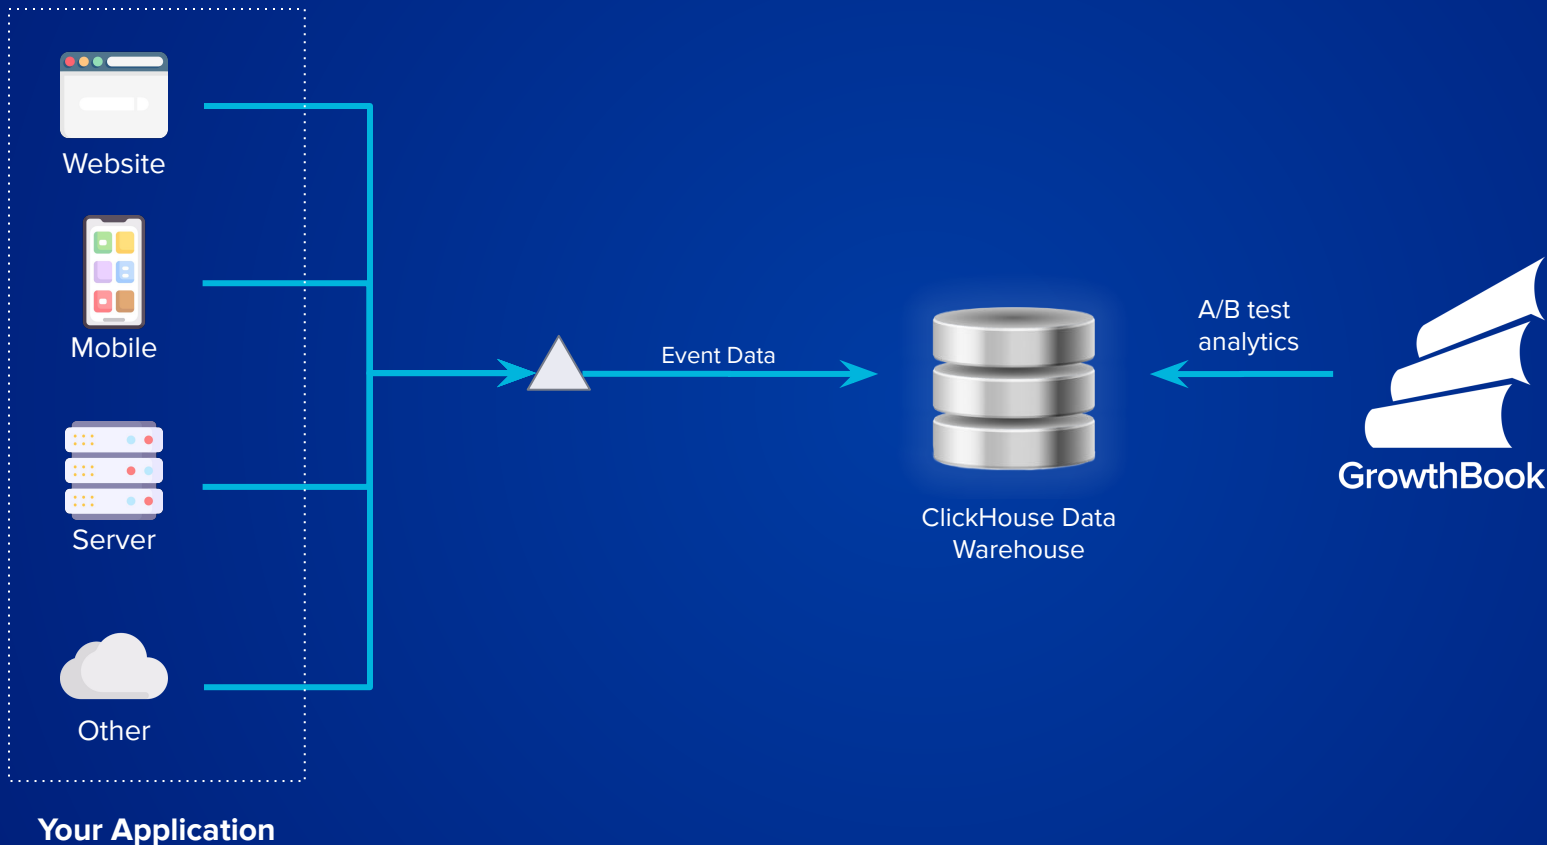 Website
Mobile
Server
Other
Your Application
Event Data
ClickHouse Data
Warehouse
A/B test
analytics
GrowthBook